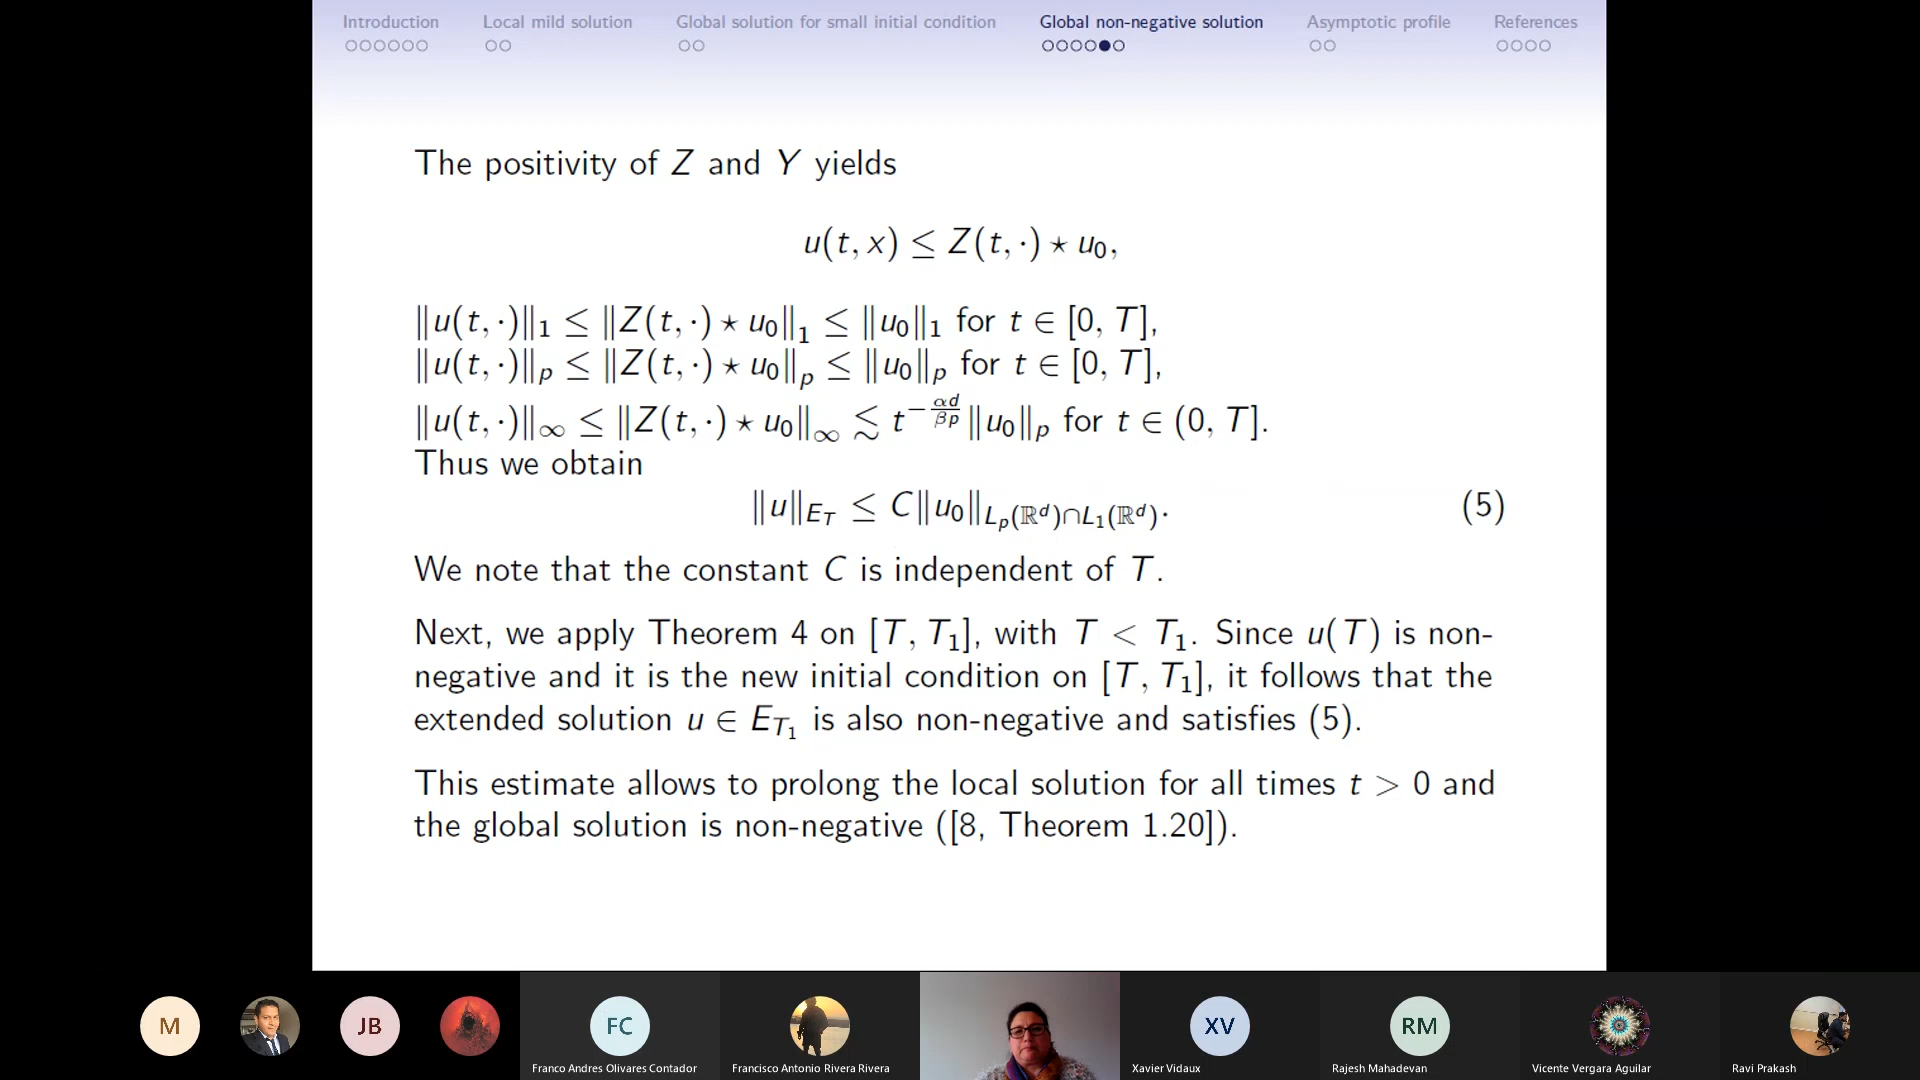 Introduction Local mild solution Global solution for small initial condition Global non-negative solution Asymptotic profile References
The positivity of Z and Y yields
u(t, x) ≤ Z(t, ·) ⋆ u₀,
‖u(t, ·)‖₁ ≤ ‖Z(t, ·) ⋆ u₀‖₁ ≤ ‖u₀‖₁ for t ∈ [0, T],
‖u(t, ·)‖_p ≤ ‖Z(t, ·) ⋆ u₀‖_p ≤ ‖u₀‖_p for t ∈ [0, T],
‖u(t, ·)‖_∞ ≤ ‖Z(t, ·) ⋆ u₀‖_∞ ≲ t^{-αd/βp} ‖u₀‖_p for t ∈ (0, T].
Thus we obtain
‖u‖_{E_T} ≤ C‖u₀‖_{L_p(ℝ^d)∩L_1(ℝ^d)}. (5)
We note that the constant C is independent of T.
Next, we apply Theorem 4 on [T, T₁], with T < T₁. Since u(T) is non-
negative and it is the new initial condition on [T, T₁], it follows that the
extended solution u ∈ E_{T₁} is also non-negative and satisfies (5).
This estimate allows to prolong the local solution for all times t > 0 and
the global solution is non-negative ([8, Theorem 1.20]).
M JB FC XV RM
Franco Andres Olivares Contador Francisco Antonio Rivera Rivera Xavier Vidaux Rajesh Mahadevan Vicente Vergara Aguilar Ravi Prakash